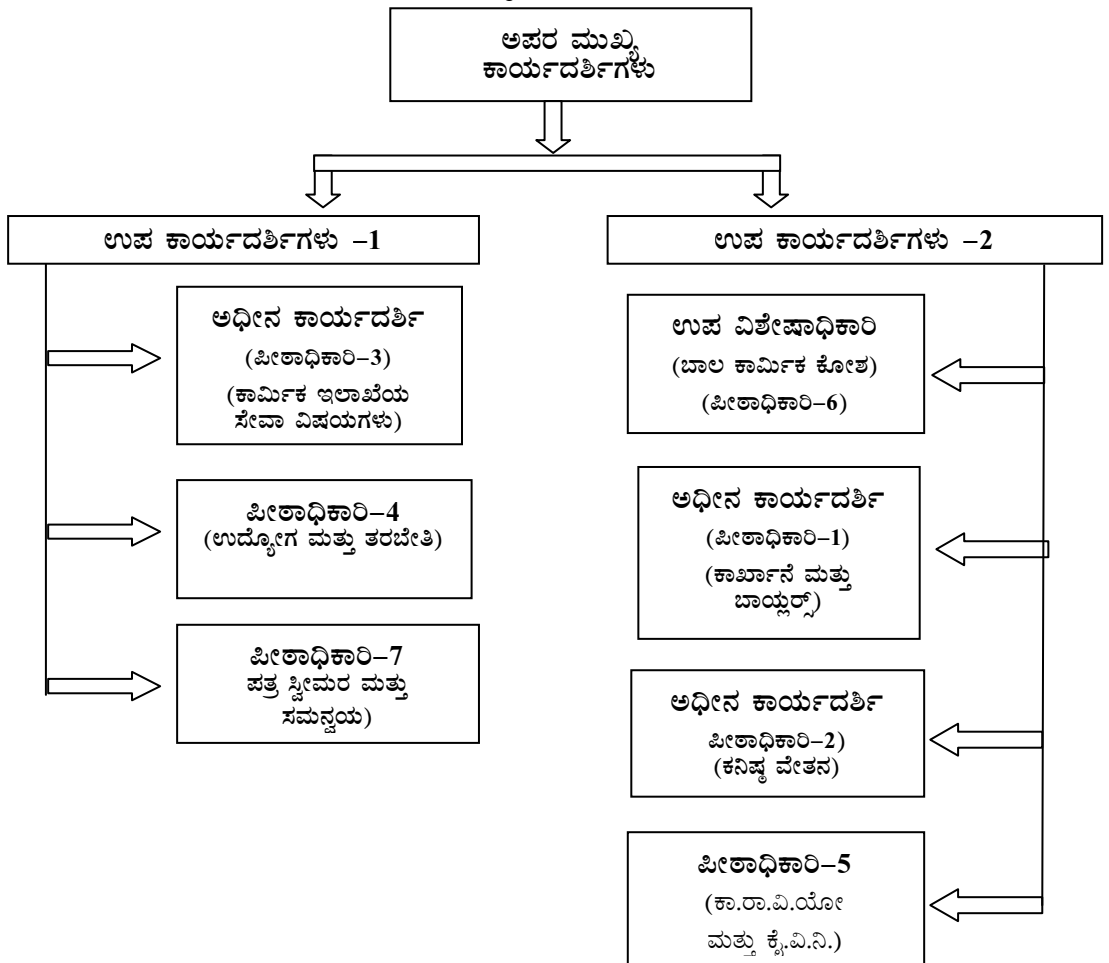 ಅಪರ ಮುಖ್ಯ
ಕಾರ್ಯದರ್ಶಿಗಳು
ಉಪ ಕಾರ್ಯದರ್ಶಿಗಳು –1
ಅಧೀನ ಕಾರ್ಯದರ್ಶಿ
(ಪೀಠಾಧಿಕಾರಿ–3)
(ಕಾರ್ಮಿಕ ಇಲಾಖೆಯ
ಸೇವಾ ವಿಷಯಗಳು)
ಪೀಠಾಧಿಕಾರಿ–4
(ಉದ್ಯೋಗ ಮತ್ತು ತರಬೇತಿ)
ಪೀಠಾಧಿಕಾರಿ–7
ಪತ್ರ ಸ್ವೀಮರ ಮತ್ತು
ಸಮನ್ವಯ)
ಉಪ ಕಾರ್ಯದರ್ಶಿಗಳು –2
ಉಪ ವಿಶೇಷಾಧಿಕಾರಿ
(ಬಾಲ ಕಾರ್ಮಿಕ ಕೋಶ)
(ಪೀಠಾಧಿಕಾರಿ–6)
ಅಧೀನ ಕಾರ್ಯದರ್ಶಿ
(ಪೀಠಾಧಿಕಾರಿ–1)
(ಕಾರ್ಖಾನೆ ಮತ್ತು
ಬಾಯ್ಲರ್ಸ್)
ಅಧೀನ ಕಾರ್ಯದರ್ಶಿ
ಪೀಠಾಧಿಕಾರಿ–2)
(ಕನಿಷ್ಠ ವೇತನ)
ಪೀಠಾಧಿಕಾರಿ–5
(ಕಾ.ರಾ.ವಿ.ಯೋ
ಮತ್ತು ಕೈ.ವಿ.ನಿ.)